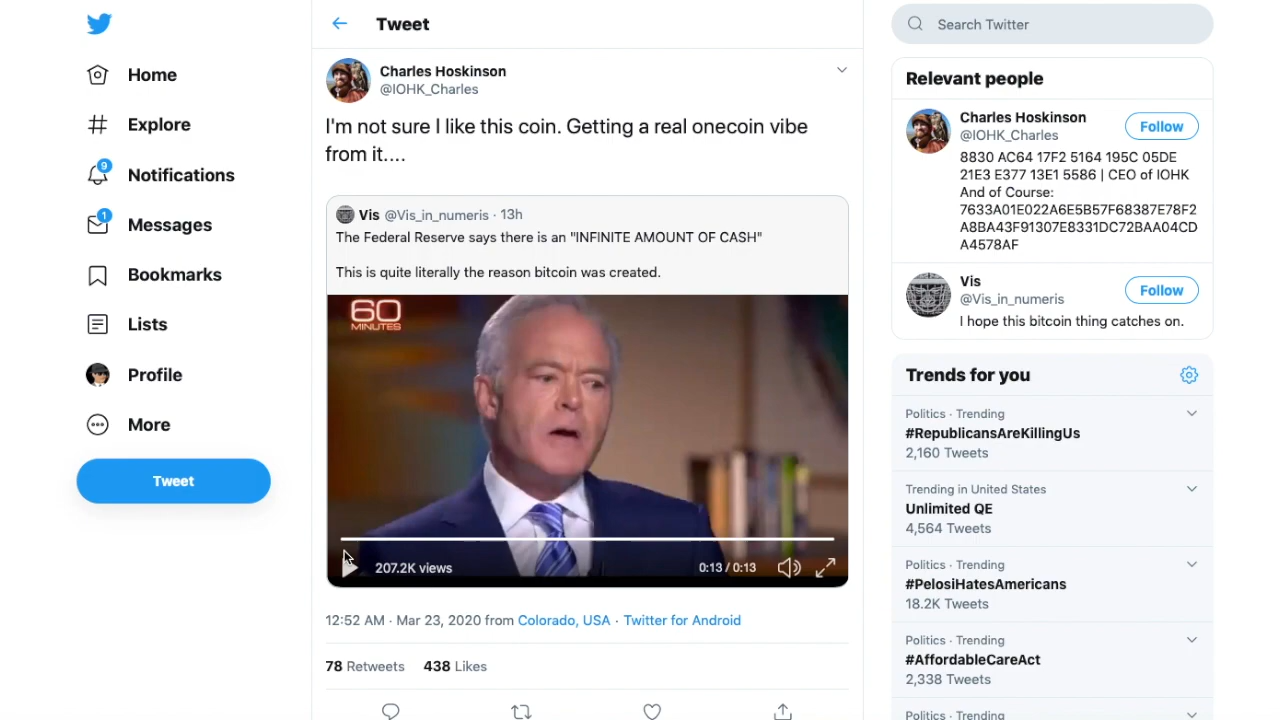 Home
Explore
9
Notifications
1
Messages
Bookmarks
Lists
Profile
More
Tweet
Tweet
Charles Hoskinson
@IOHK_Charles
I'm not sure I like this coin. Getting a real onecoin vibe
from it....
Vis @Vis_in_numeris · 13h
The Federal Reserve says there is an "INFINITE AMOUNT OF CASH"
This is quite literally the reason bitcoin was created.
60
MINUTES
207.2K views
0:13 / 0:13
12:52 AM · Mar 23, 2020 from Colorado, USA · Twitter for Android
78 Retweets 438 Likes
Search Twitter
Relevant people
Charles Hoskinson
@IOHK_Charles
Follow
8830 AC64 17F2 5164 195C 05DE
21E3 E377 13E1 5586 | CEO of IOHK
And of Course:
7633A01E022A6E5B57F68387E78F2
A8BA43F91307E8331DC72BAA04CD
A4578AF
Vis
@Vis_in_numeris
Follow
I hope this bitcoin thing catches on.
Trends for you
Politics · Trending
#RepublicansAreKillingUs
2,160 Tweets
Trending in United States
Unlimited QE
4,564 Tweets
Politics · Trending
#PelosiHatesAmericans
18.2K Tweets
Politics · Trending
#AffordableCareAct
2,338 Tweets
Politics · Trending